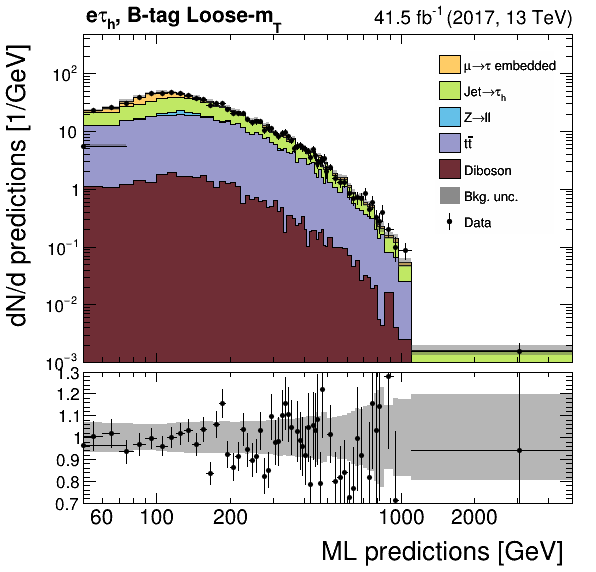 eτh, B-tag Loose-mT
41.5 fb⁻¹ (2017, 13 TeV)
dN/d predictions [1/GeV]
10²
10
1
10⁻¹
10⁻²
10⁻³
μ→τ embedded
Jet→τh
Z→ll
tt̄
Diboson
Bkg. unc.
Data
1.3
1.2
1.1
1
0.9
0.8
0.7
60
100
200
1000
2000
ML predictions [GeV]